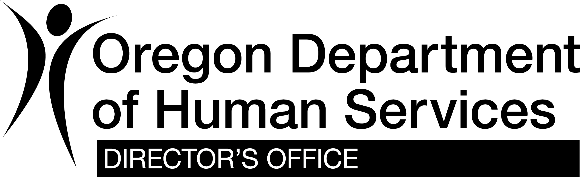 Oregon Department
of Human Services
DIRECTOR'S OFFICE